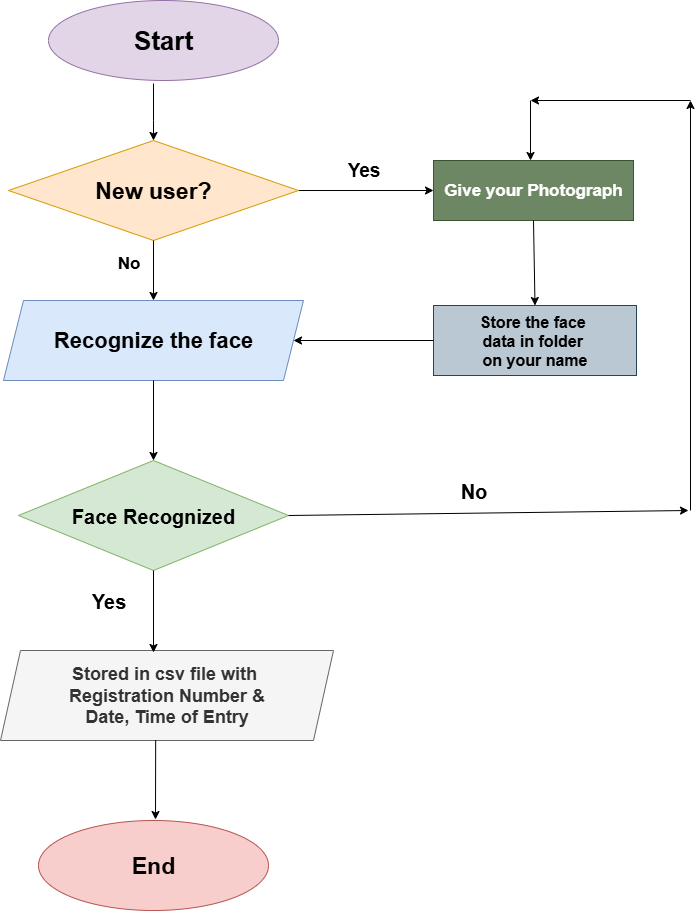 Start
New user?
Yes
Give your Photograph
No
Recognize the face
Store the face
data in folder
on your name
Face Recognized
No
Yes
Stored in csv file with
Registration Number &
Date, Time of Entry
End